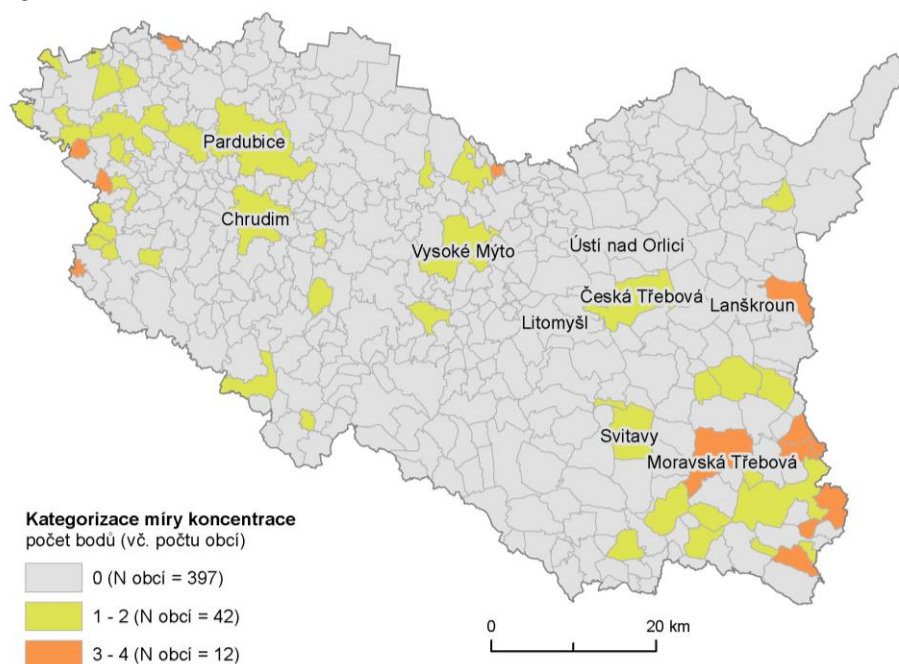 Pardubice
Chrudim
Vysoké Mýto
Ústí nad Orlicí
Česká Třebová
Lanškroun
Litomyšl
Svitavy
Moravská Třebová
Kategorizace míry koncentrace
počet bodů (vč. počtu obcí)
0 (N obcí = 397)
1 - 2 (N obcí = 42)
3 - 4 (N obcí = 12)
0 20 km